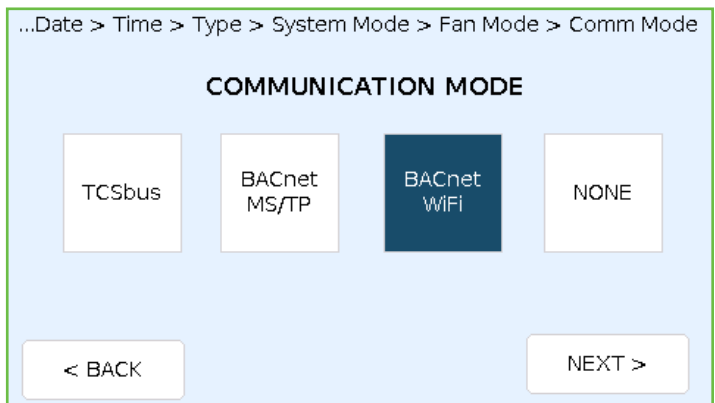 ...Date > Time > Type > System Mode > Fan Mode > Comm Mode
COMMUNICATION MODE
TCSbus
BACnet
MS/TP
BACnet
WiFi
NONE
< BACK
NEXT >